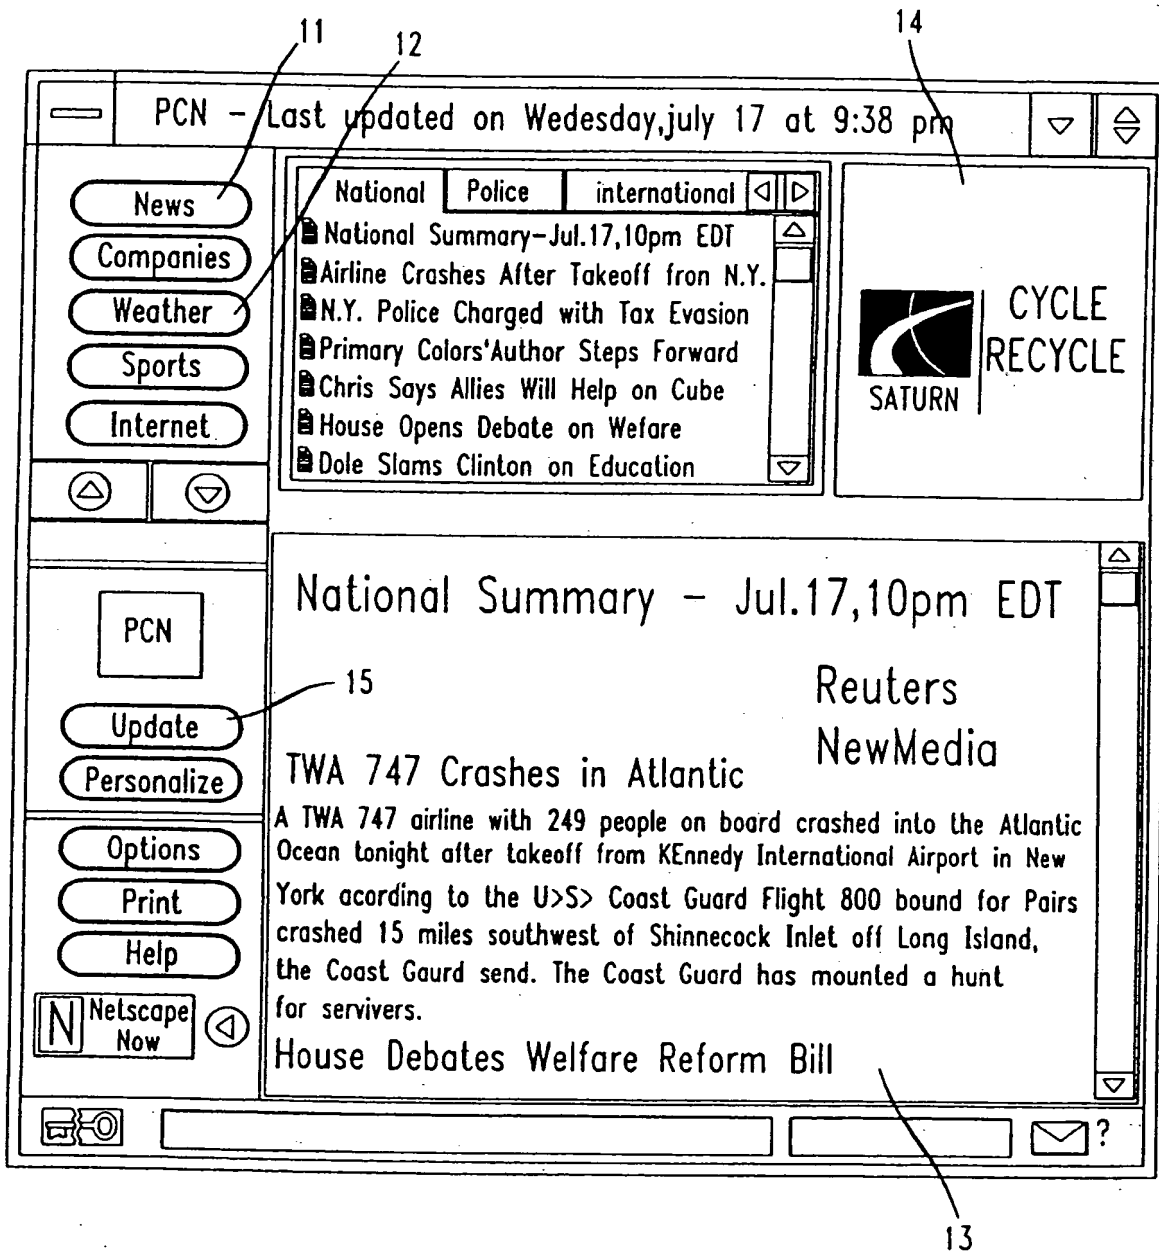 11
12
14
PCN - Last updated on Wedesday,july 17 at 9:38 pm
News
Companies
Weather
Sports
Internet
National Police international
National Summary-Jul.17,10pm EDT
Airline Crashes After Takeoff fron N.Y.
N.Y. Police Charged with Tax Evasion
Primary Colors'Author Steps Forward
Chris Says Allies Will Help on Cube
House Opens Debate on Wefare
Dole Slams Clinton on Education
SATURN
CYCLE
RECYCLE
PCN
15
Update
Personalize
Options
Print
Help
N
Netscape
Now
National Summary - Jul.17,10pm EDT
Reuters
NewMedia
TWA 747 Crashes in Atlantic
A TWA 747 airline with 249 people on board crashed into the Atlantic
Ocean tonight after takeoff from KEnnedy International Airport in New
York acording to the U>S> Coast Guard Flight 800 bound for Pairs
crashed 15 miles southwest of Shinnecock Inlet off Long Island,
the Coast Gaurd send. The Coast Guard has mounted a hunt
for servivers.
House Debates Welfare Reform Bill
?
13